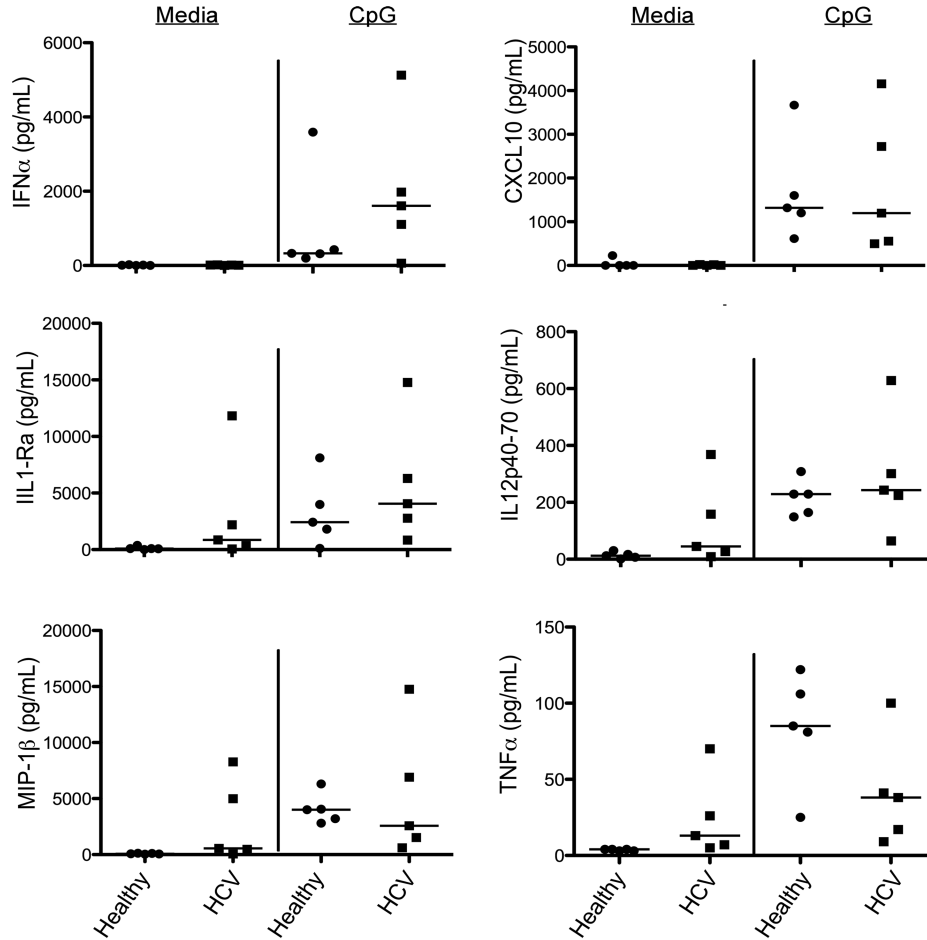 Media CpG
IFNα (pg/mL)
6000
4000
2000
0
Media CpG
CXCL10 (pg/mL)
5000
4000
3000
2000
1000
0
IIL1-Ra (pg/mL)
20000
15000
10000
5000
0
IL12p40-70 (pg/mL)
800
600
400
200
0
MIP-1β (pg/mL)
20000
15000
10000
5000
0
Healthy HCV Healthy HCV
TNFα (pg/mL)
150
100
50
0
Healthy HCV Healthy HCV